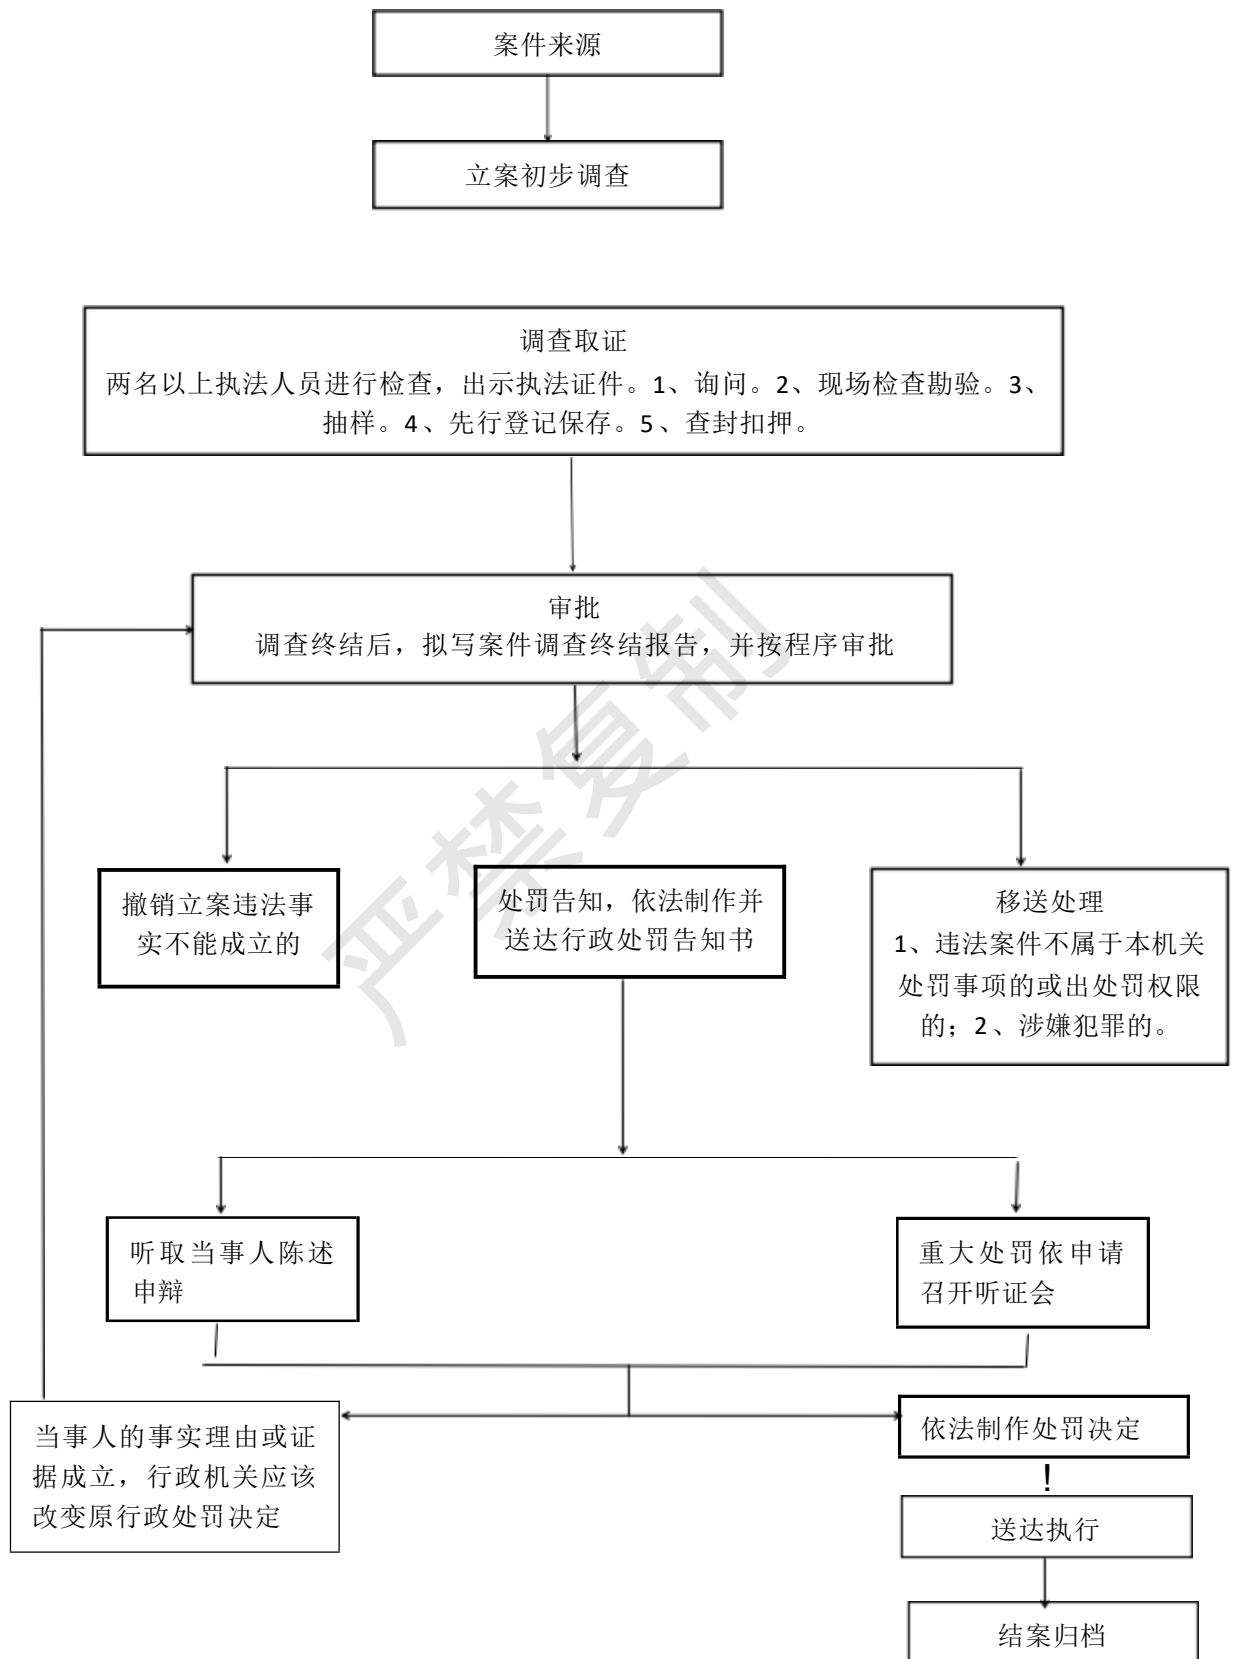 案件来源
立案初步调查
调查取证
两名以上执法人员进行检查，出示执法证件。1、询问。2、现场检查勘验。3、
抽样。4、先行登记保存。5、查封扣押。
审批
调查终结后，拟写案件调查终结报告，并按程序审批
撤销立案违法事
实不能成立的
处罚告知，依法制作并
送达行政处罚告知书
移送处理
1、违法案件不属于本机关
处罚事项的或出处罚权限
的；2、涉嫌犯罪的。
听取当事人陈述
申辩
重大处罚依申请
召开听证会
当事人的事实理由或证
据成立，行政机关应该
改变原行政处罚决定
依法制作处罚决定
!
送达执行
结案归档
严禁复制